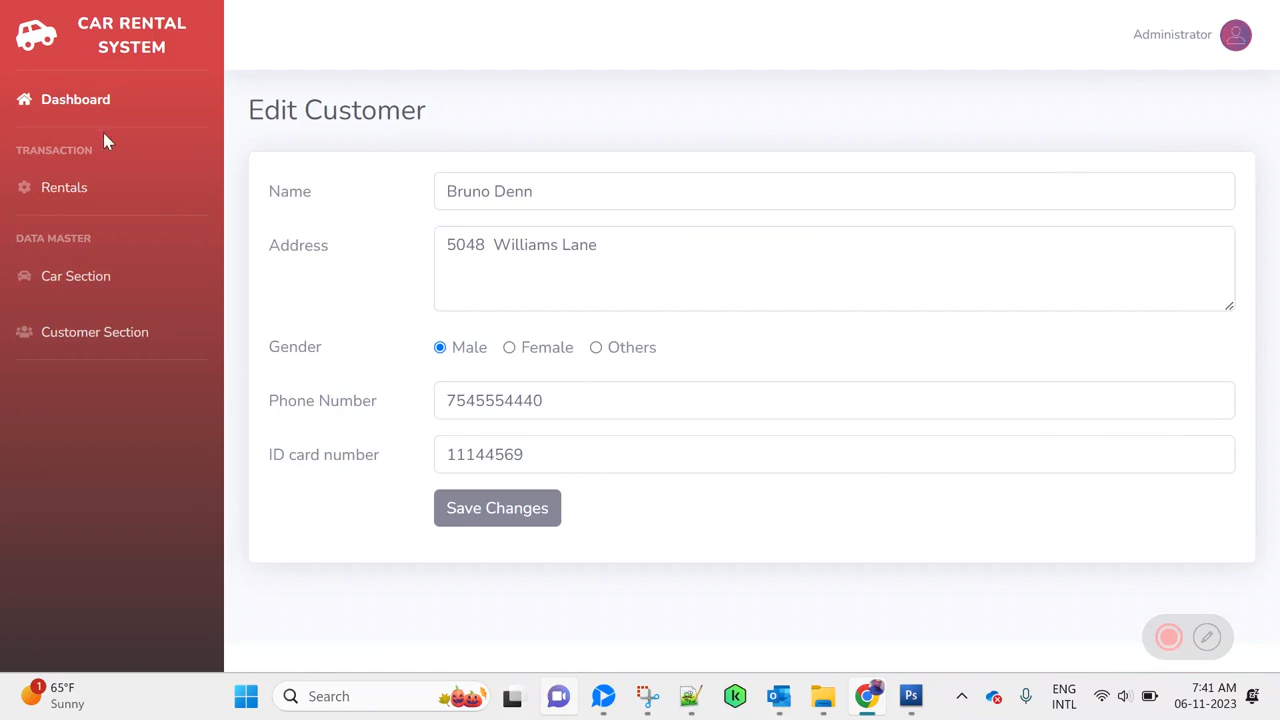 CAR RENTAL
SYSTEM
Administrator
Dashboard
TRANSACTION
Rentals
DATA MASTER
Car Section
Customer Section
Edit Customer
Name
Bruno Denn
Address
5048  Williams Lane
Gender
Male
Female
Others
Phone Number
7545554440
ID card number
11144569
Save Changes
1
65°F
Sunny
Search
Ps
ENG
INTL
7:41 AM
06-11-2023